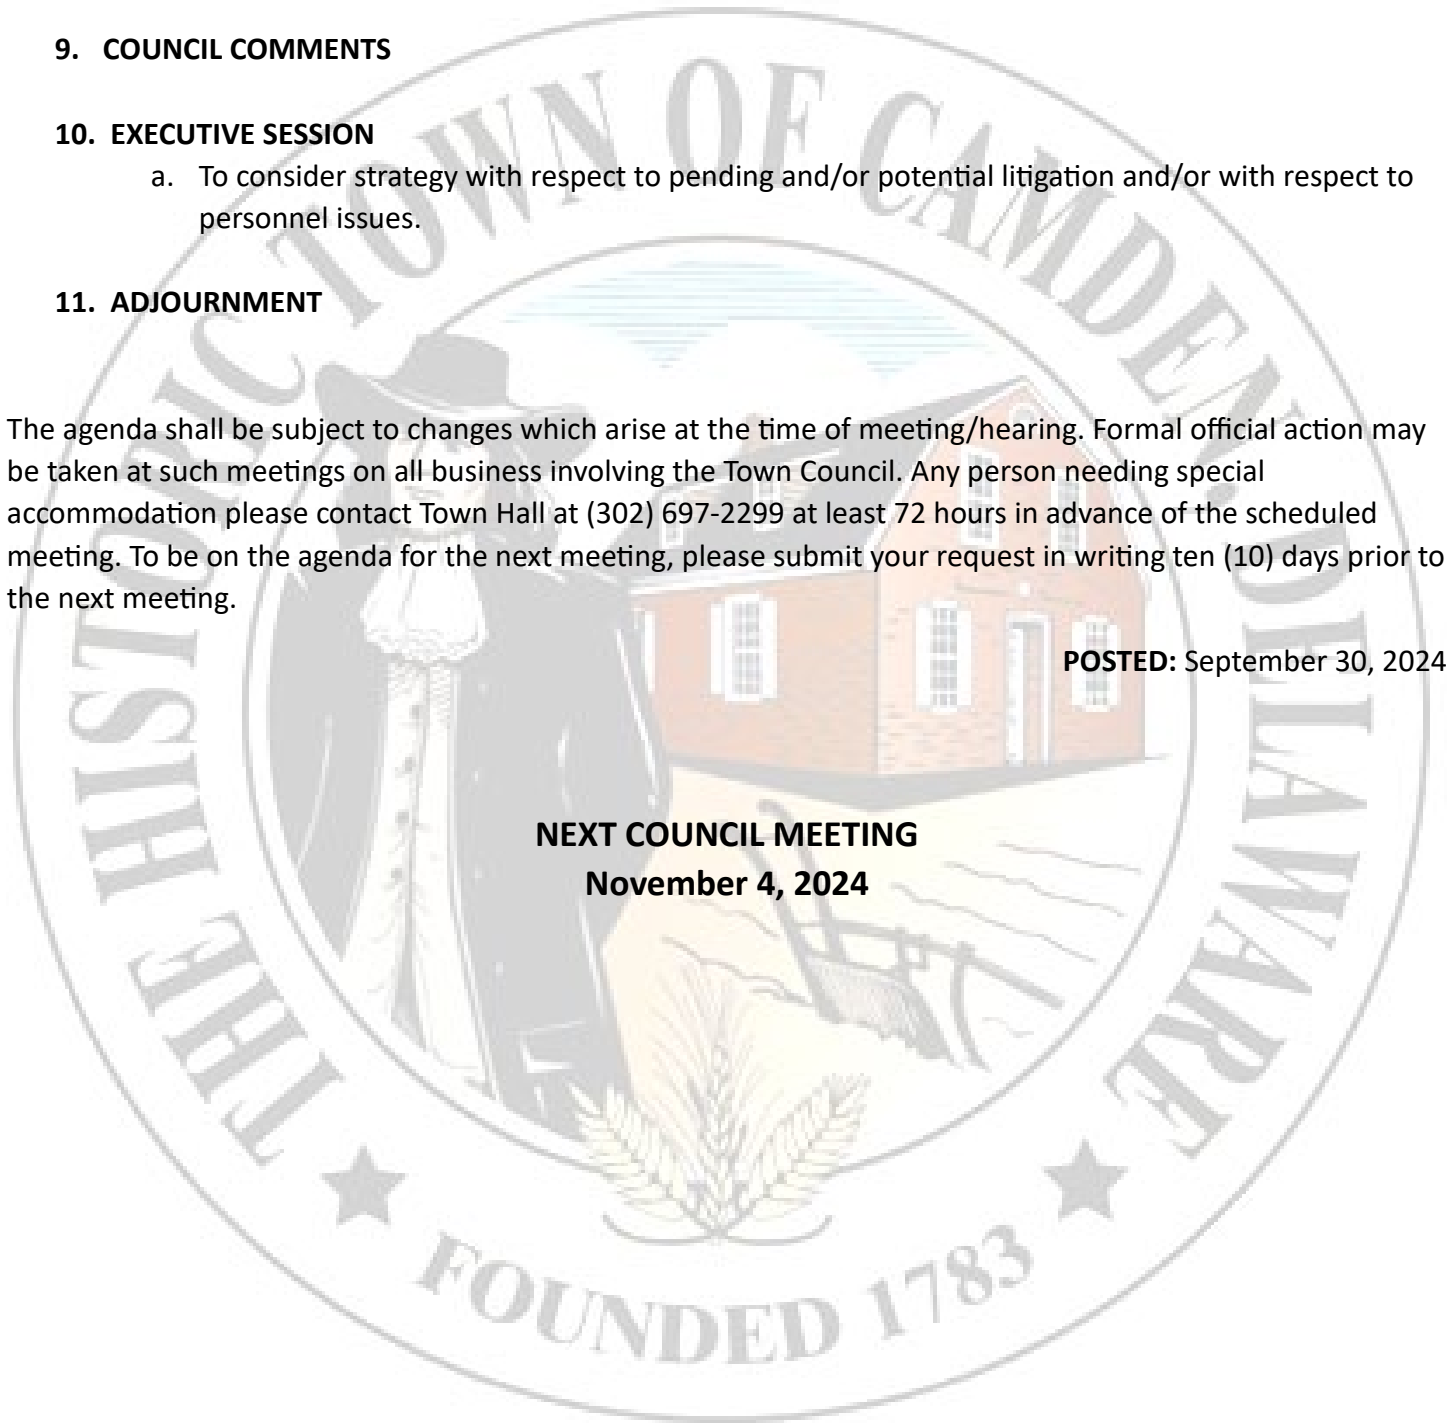 9. COUNCIL COMMENTS
10. EXECUTIVE SESSION
a. To consider strategy with respect to pending and/or potential litigation and/or with respect to
personnel issues.
11. ADJOURNMENT
The agenda shall be subject to changes which arise at the time of meeting/hearing. Formal official action may
be taken at such meetings on all business involving the Town Council. Any person needing special
accommodation please contact Town Hall at (302) 697-2299 at least 72 hours in advance of the scheduled
meeting. To be on the agenda for the next meeting, please submit your request in writing ten (10) days prior to
the next meeting.
POSTED: September 30, 2024
NEXT COUNCIL MEETING
November 4, 2024
THE HISTORIC TOWN OF CAMDEN, DELAWARE
FOUNDED 1783